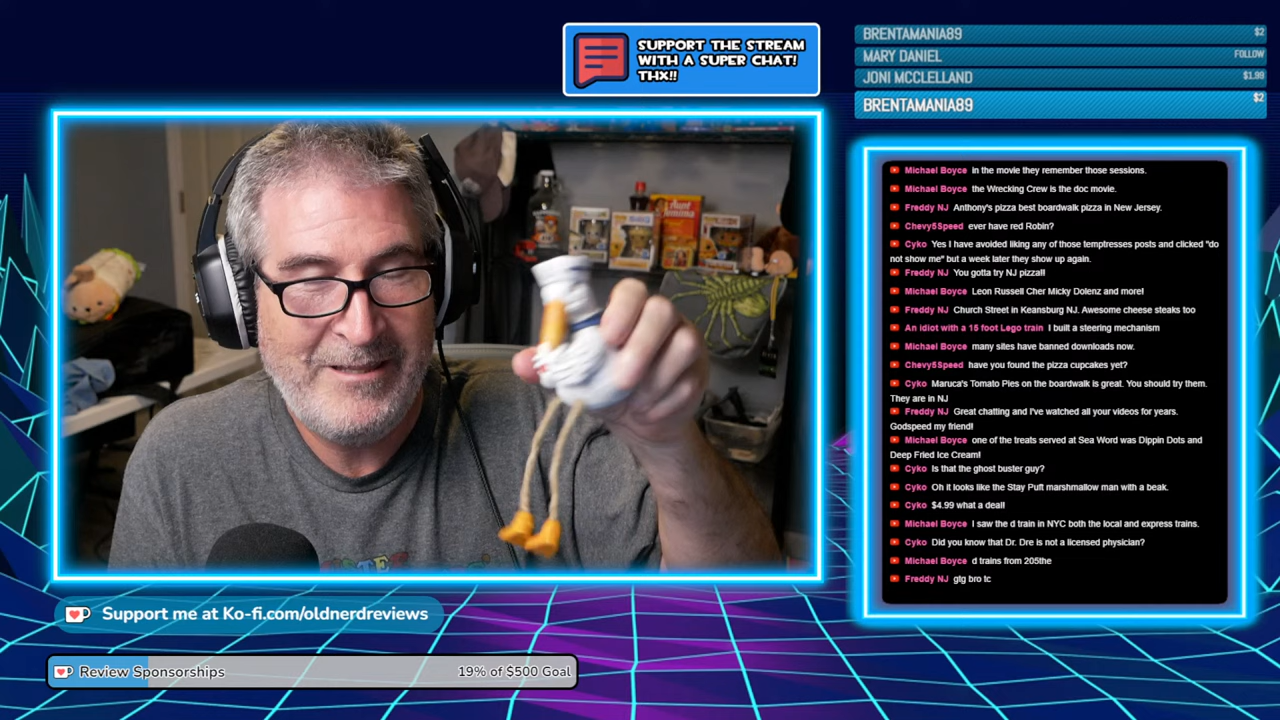 SUPPORT THE STREAM
WITH A SUPER CHAT!
THX!!
BRENTAMANIA89 $2
MARY DANIEL FOLLOW
JONI MCCLELLAND $1.99
BRENTAMANIA89 $2
Michael Boyce in the movie they remember those sessions.
Michael Boyce the Wrecking Crew is the doc movie.
Freddy NJ Anthony's pizza best boardwalk pizza in New Jersey.
Chevy5Speed ever have red Robin?
Cyko Yes I have avoided liking any of those temptresses posts and clicked "do
not show me" but a week later they show up again.
Freddy NJ You gotta try NJ pizza!!
Michael Boyce Leon Russell Cher Micky Dolenz and more!
Freddy NJ Church Street in Keansburg NJ. Awesome cheese steaks too
An idiot with a 15 foot Lego train I built a steering mechanism
Michael Boyce many sites have banned downloads now.
Chevy5Speed have you found the pizza cupcakes yet?
Cyko Maruca's Tomato Pies on the boardwalk is great. You should try them.
They are in NJ
Freddy NJ Great chatting and I've watched all your videos for years.
Godspeed my friend!
Michael Boyce one of the treats served at Sea Word was Dippin Dots and
Deep Fried Ice Cream!
Cyko Is that the ghost buster guy?
Cyko Oh it looks like the Stay Puft marshmallow man with a beak.
Cyko $4.99 what a deal!
Michael Boyce I saw the d train in NYC both the local and express trains.
Cyko Did you know that Dr. Dre is not a licensed physician?
Michael Boyce d trains from 205the
Freddy NJ gtg bro tc
Aunt
Jemima
Support me at Ko-fi.com/oldnerdreviews
Review Sponsorships 19% of $500 Goal